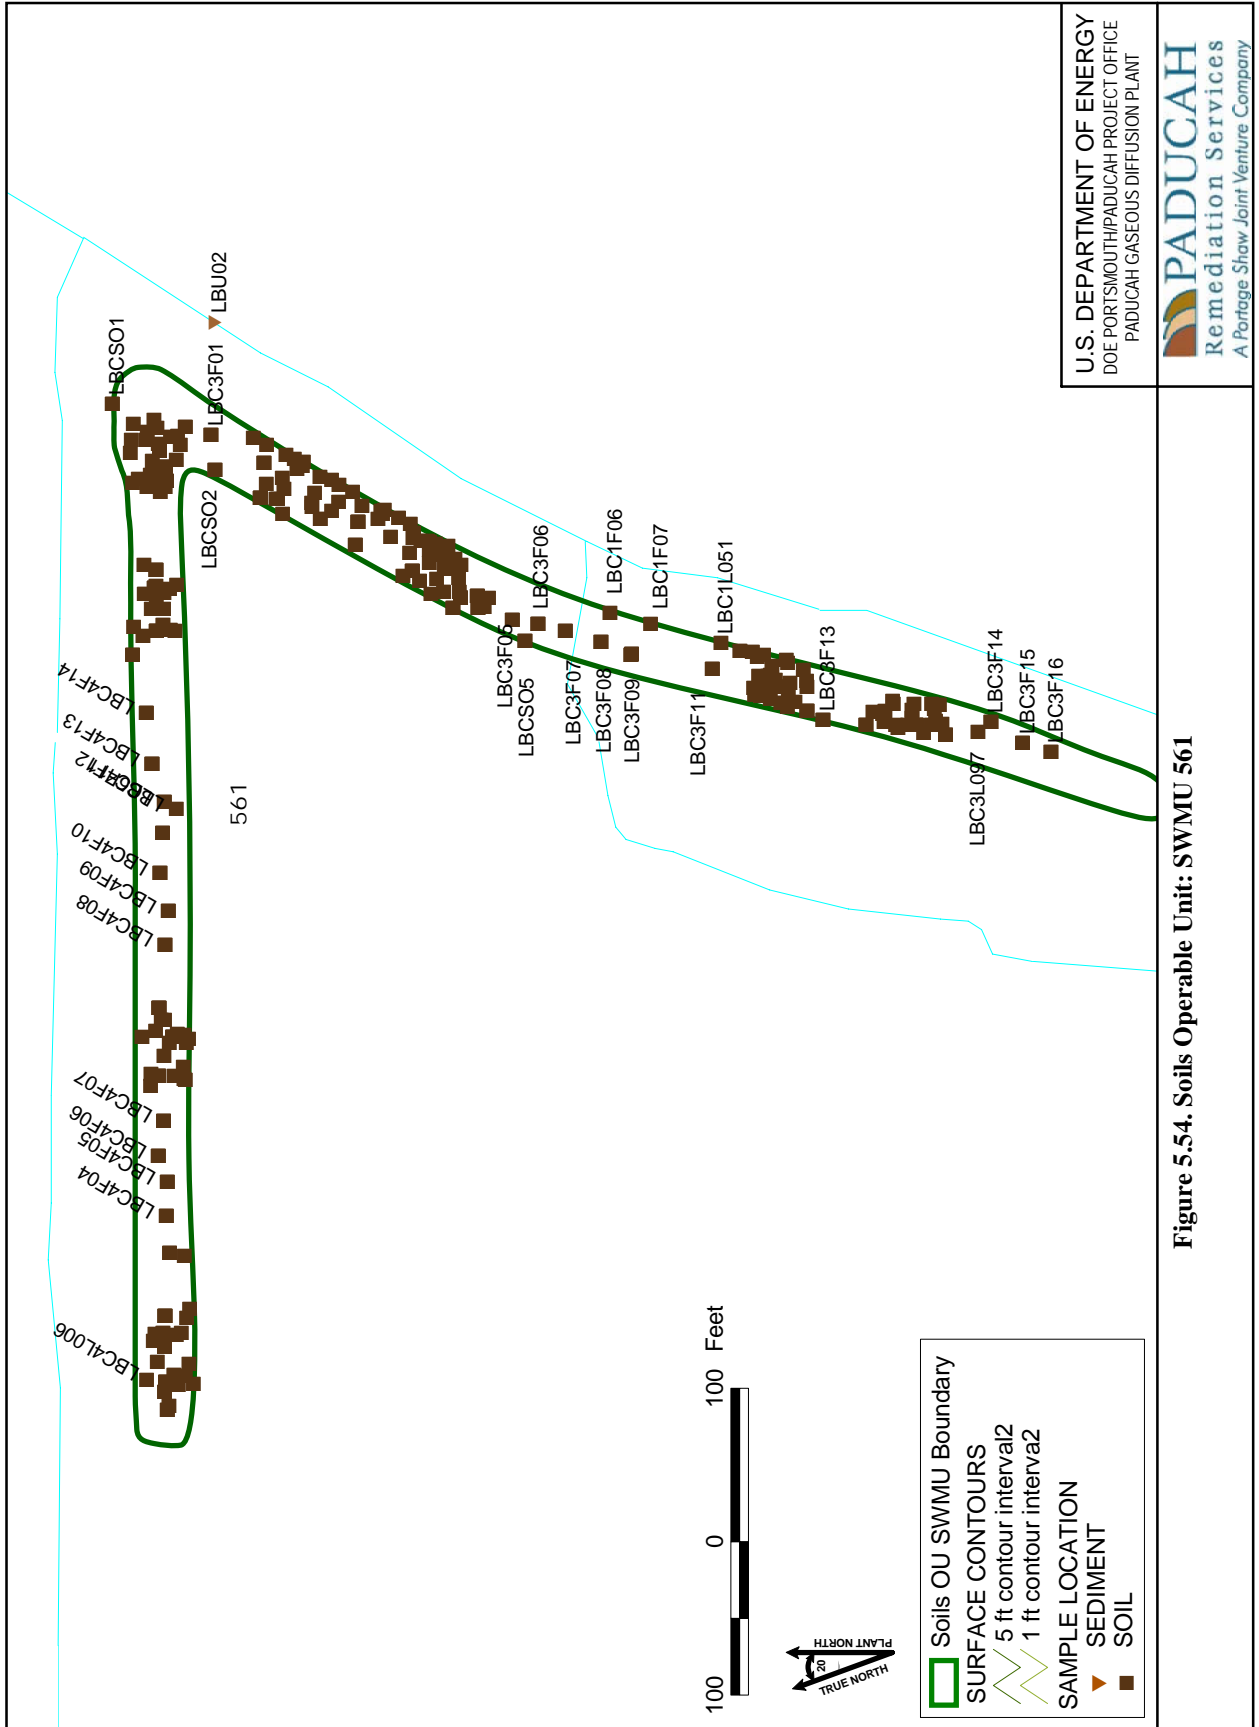 LBCSO1
LBU02
LBC3F01
LBCSO2
LBC4F14
LBC4F13
LBC4F12
LBC4F10
LBC4F09
LBC4F08
LBC4F07
LBC4F06
LBC4F05
LBC4F04
LBC4L006
561
LBC3F06
LBC3F05
LBCSO5
LBC1F06
LBC1F07
LBC3F07
LBC3F08
LBC3F09
LBC1L051
LBC3F11
LBC3F13
LBC3F14
LBC3F15
LBC3F16
LBC3L097
100 0 100 Feet
TRUE NORTH
20
PLANT NORTH
Soils OU SWMU Boundary
SURFACE CONTOURS
5 ft contour interval2
1 ft contour interva2
SAMPLE LOCATION
SEDIMENT
SOIL
U.S. DEPARTMENT OF ENERGY
DOE PORTSMOUTH/PADUCAH PROJECT OFFICE
PADUCAH GASEOUS DIFFUSION PLANT
PADUCAH
Remediation Services
A Portage Shaw Joint Venture Company
Figure 5.54. Soils Operable Unit: SWMU 561